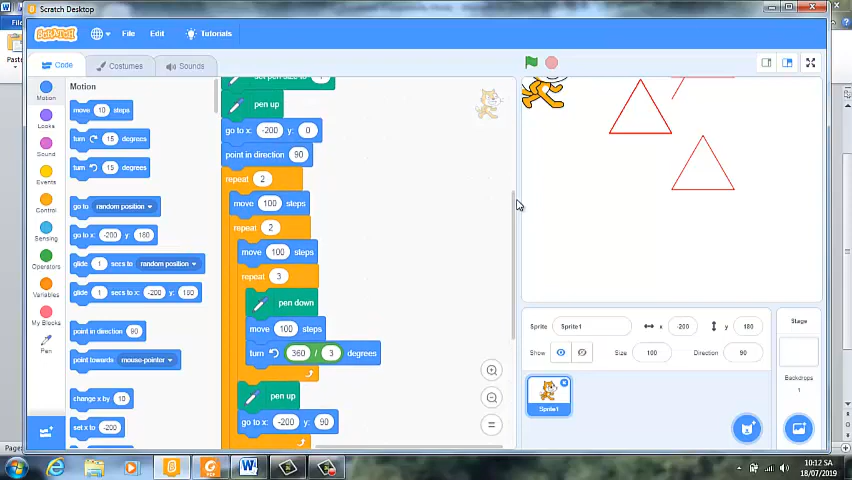 Scratch Desktop
Fil
SCRATCH
File
Edit
Tutorials
Paste
Code
Costumes
Sounds
Motion
Motion
Looks
Sound
Events
Control
Sensing
Operators
Variables
My Blocks
Pen
move 10 steps
turn 15 degrees
turn 15 degrees
go to random position
go to x: -200 y: 180
glide 1 secs to random position
glide 1 secs to x: -200 y: 180
point in direction 90
point towards mouse-pointer
change x by 10
set x to -200
pen up
go to x: -200 y: 0
point in direction 90
repeat 2
move 100 steps
repeat 2
move 100 steps
repeat 3
pen down
move 100 steps
turn 360 / 3 degrees
pen up
go to x: -200 y: 90
Sprite Sprite1
x -200
y 180
Show
Size 100
Direction 90
Sprite1
Stage
Backdrops
1
Page
10:12 SA
18/07/2019